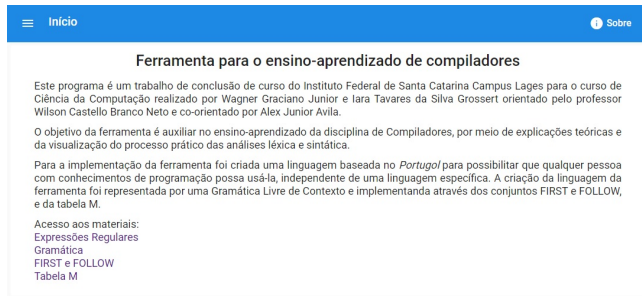 Início
Sobre
Ferramenta para o ensino-aprendizado de compiladores
Este programa é um trabalho de conclusão de curso do Instituto Federal de Santa Catarina Campus Lages para o curso de
Ciência da Computação realizado por Wagner Graciano Junior e Iara Tavares da Silva Grossert orientado pelo professor
Wilson Castello Branco Neto e co-orientado por Alex Junior Avila.
O objetivo da ferramenta é auxiliar no ensino-aprendizado da disciplina de Compiladores, por meio de explicações teóricas e
da visualização do processo prático das análises léxica e sintática.
Para a implementação da ferramenta foi criada uma linguagem baseada no Portugol para possibilitar que qualquer pessoa
com conhecimentos de programação possa usá-la, independente de uma linguagem específica. A criação da linguagem da
ferramenta foi representada por uma Gramática Livre de Contexto e implementanda através dos conjuntos FIRST e FOLLOW,
e da tabela M.
Acesso aos materiais:
Expressões Regulares
Gramática
FIRST e FOLLOW
Tabela M